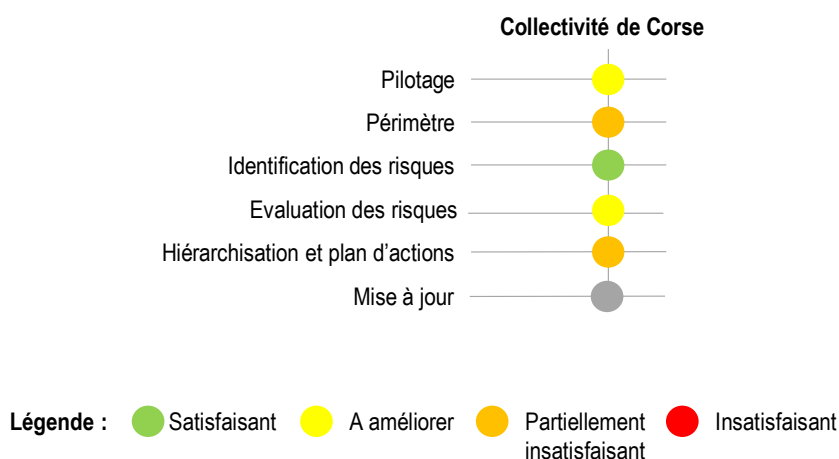 Collectivité de Corse
Pilotage
Périmètre
Identification des risques
Evaluation des risques
Hiérarchisation et plan d'actions
Mise à jour
Légende : Satisfaisant A améliorer Partiellement Insatisfaisant
insatisfaisant